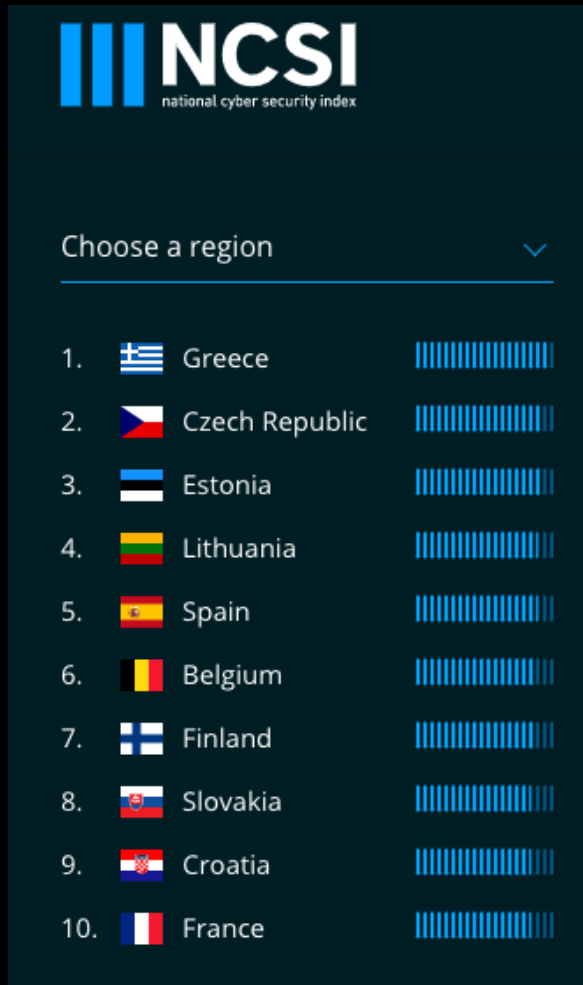 NCSI
national cyber security index
Choose a region
1. Greece
2. Czech Republic
3. Estonia
4. Lithuania
5. Spain
6. Belgium
7. Finland
8. Slovakia
9. Croatia
10. France